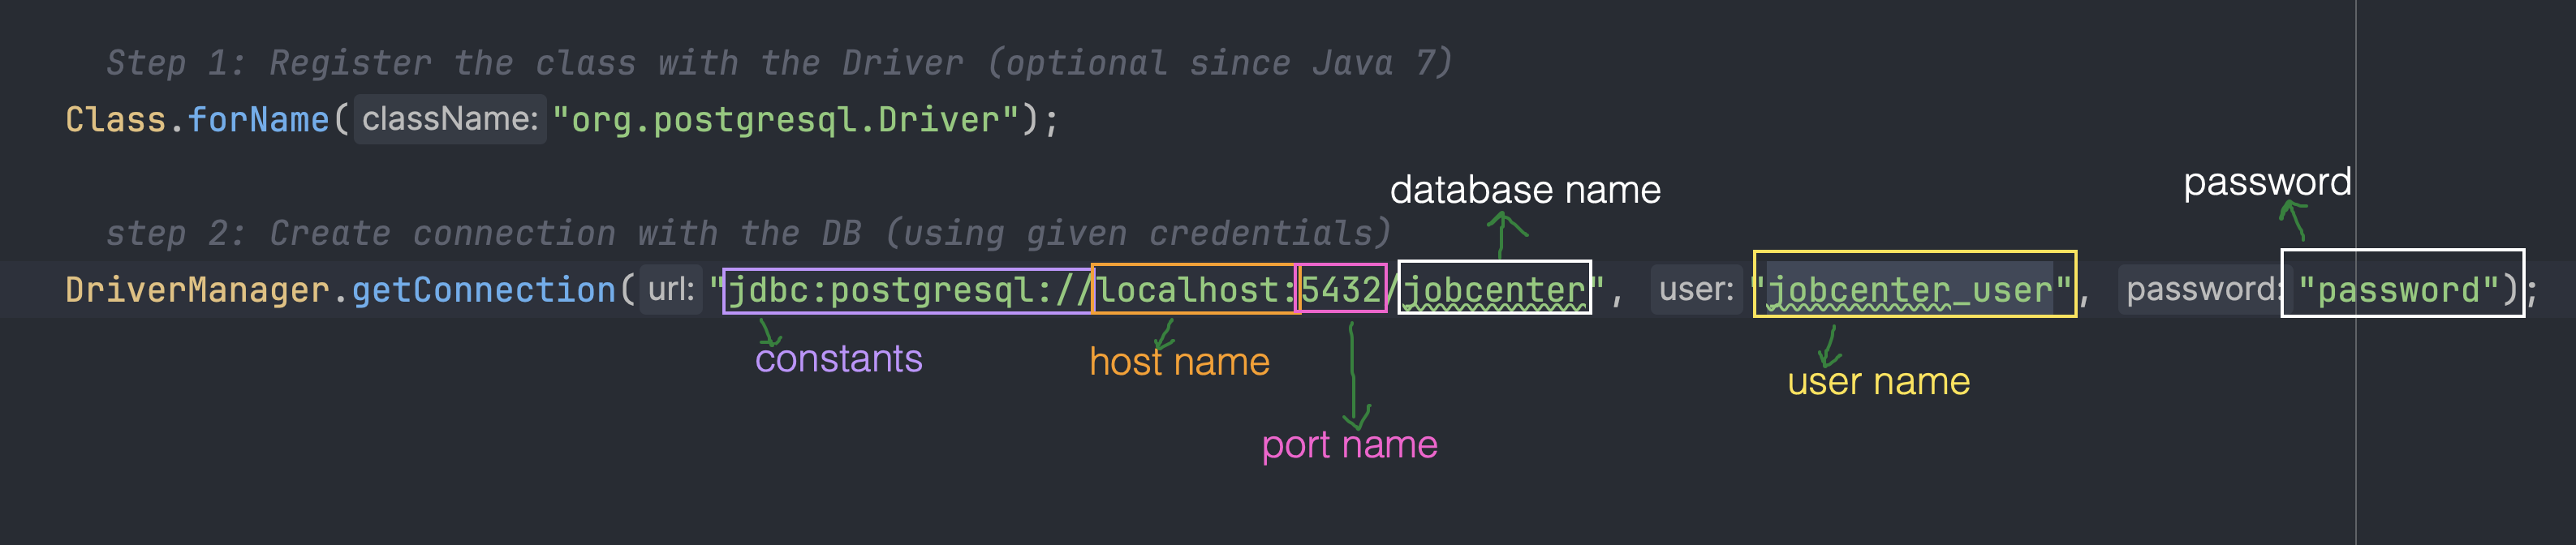 Step 1: Register the class with the Driver (optional since Java 7)
Class.forName( className: "org.postgresql.Driver");
database name
password
step 2: Create connection with the DB (using given credentials)
DriverManager.getConnection( url: "jdbc:postgresql://localhost:5432/jobcenter", user: "jobcenter_user", password: "password");
constants
host name
user name
port name